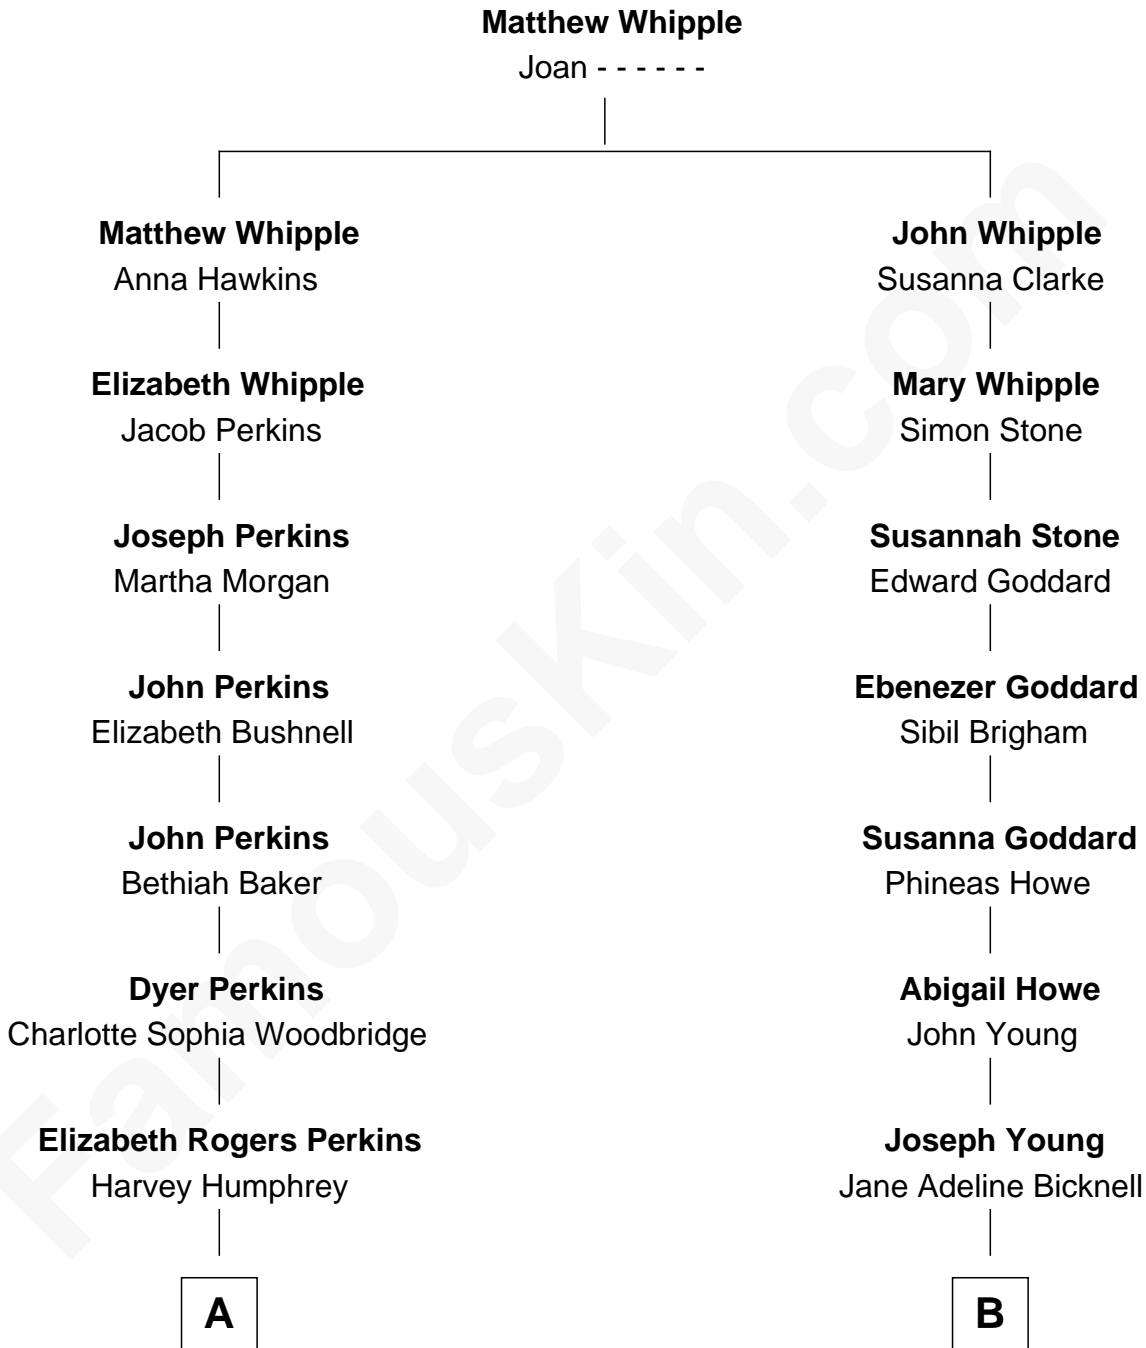 Matthew Whipple
Joan - - - - - -
Matthew Whipple
Anna Hawkins
Elizabeth Whipple
Jacob Perkins
Joseph Perkins
Martha Morgan
John Perkins
Elizabeth Bushnell
John Perkins
Bethiah Baker
Dyer Perkins
Charlotte Sophia Woodbridge
Elizabeth Rogers Perkins
Harvey Humphrey
A
John Whipple
Susanna Clarke
Mary Whipple
Simon Stone
Susannah Stone
Edward Goddard
Ebenezer Goddard
Sibil Brigham
Susanna Goddard
Phineas Howe
Abigail Howe
John Young
Joseph Young
Jane Adeline Bicknell
B
FamousKin.com